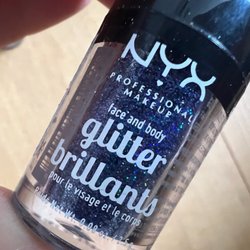 NYX
PROFESSIONAL
MAKEUP
face and body
glitter
brillants
pour le visage et le corps